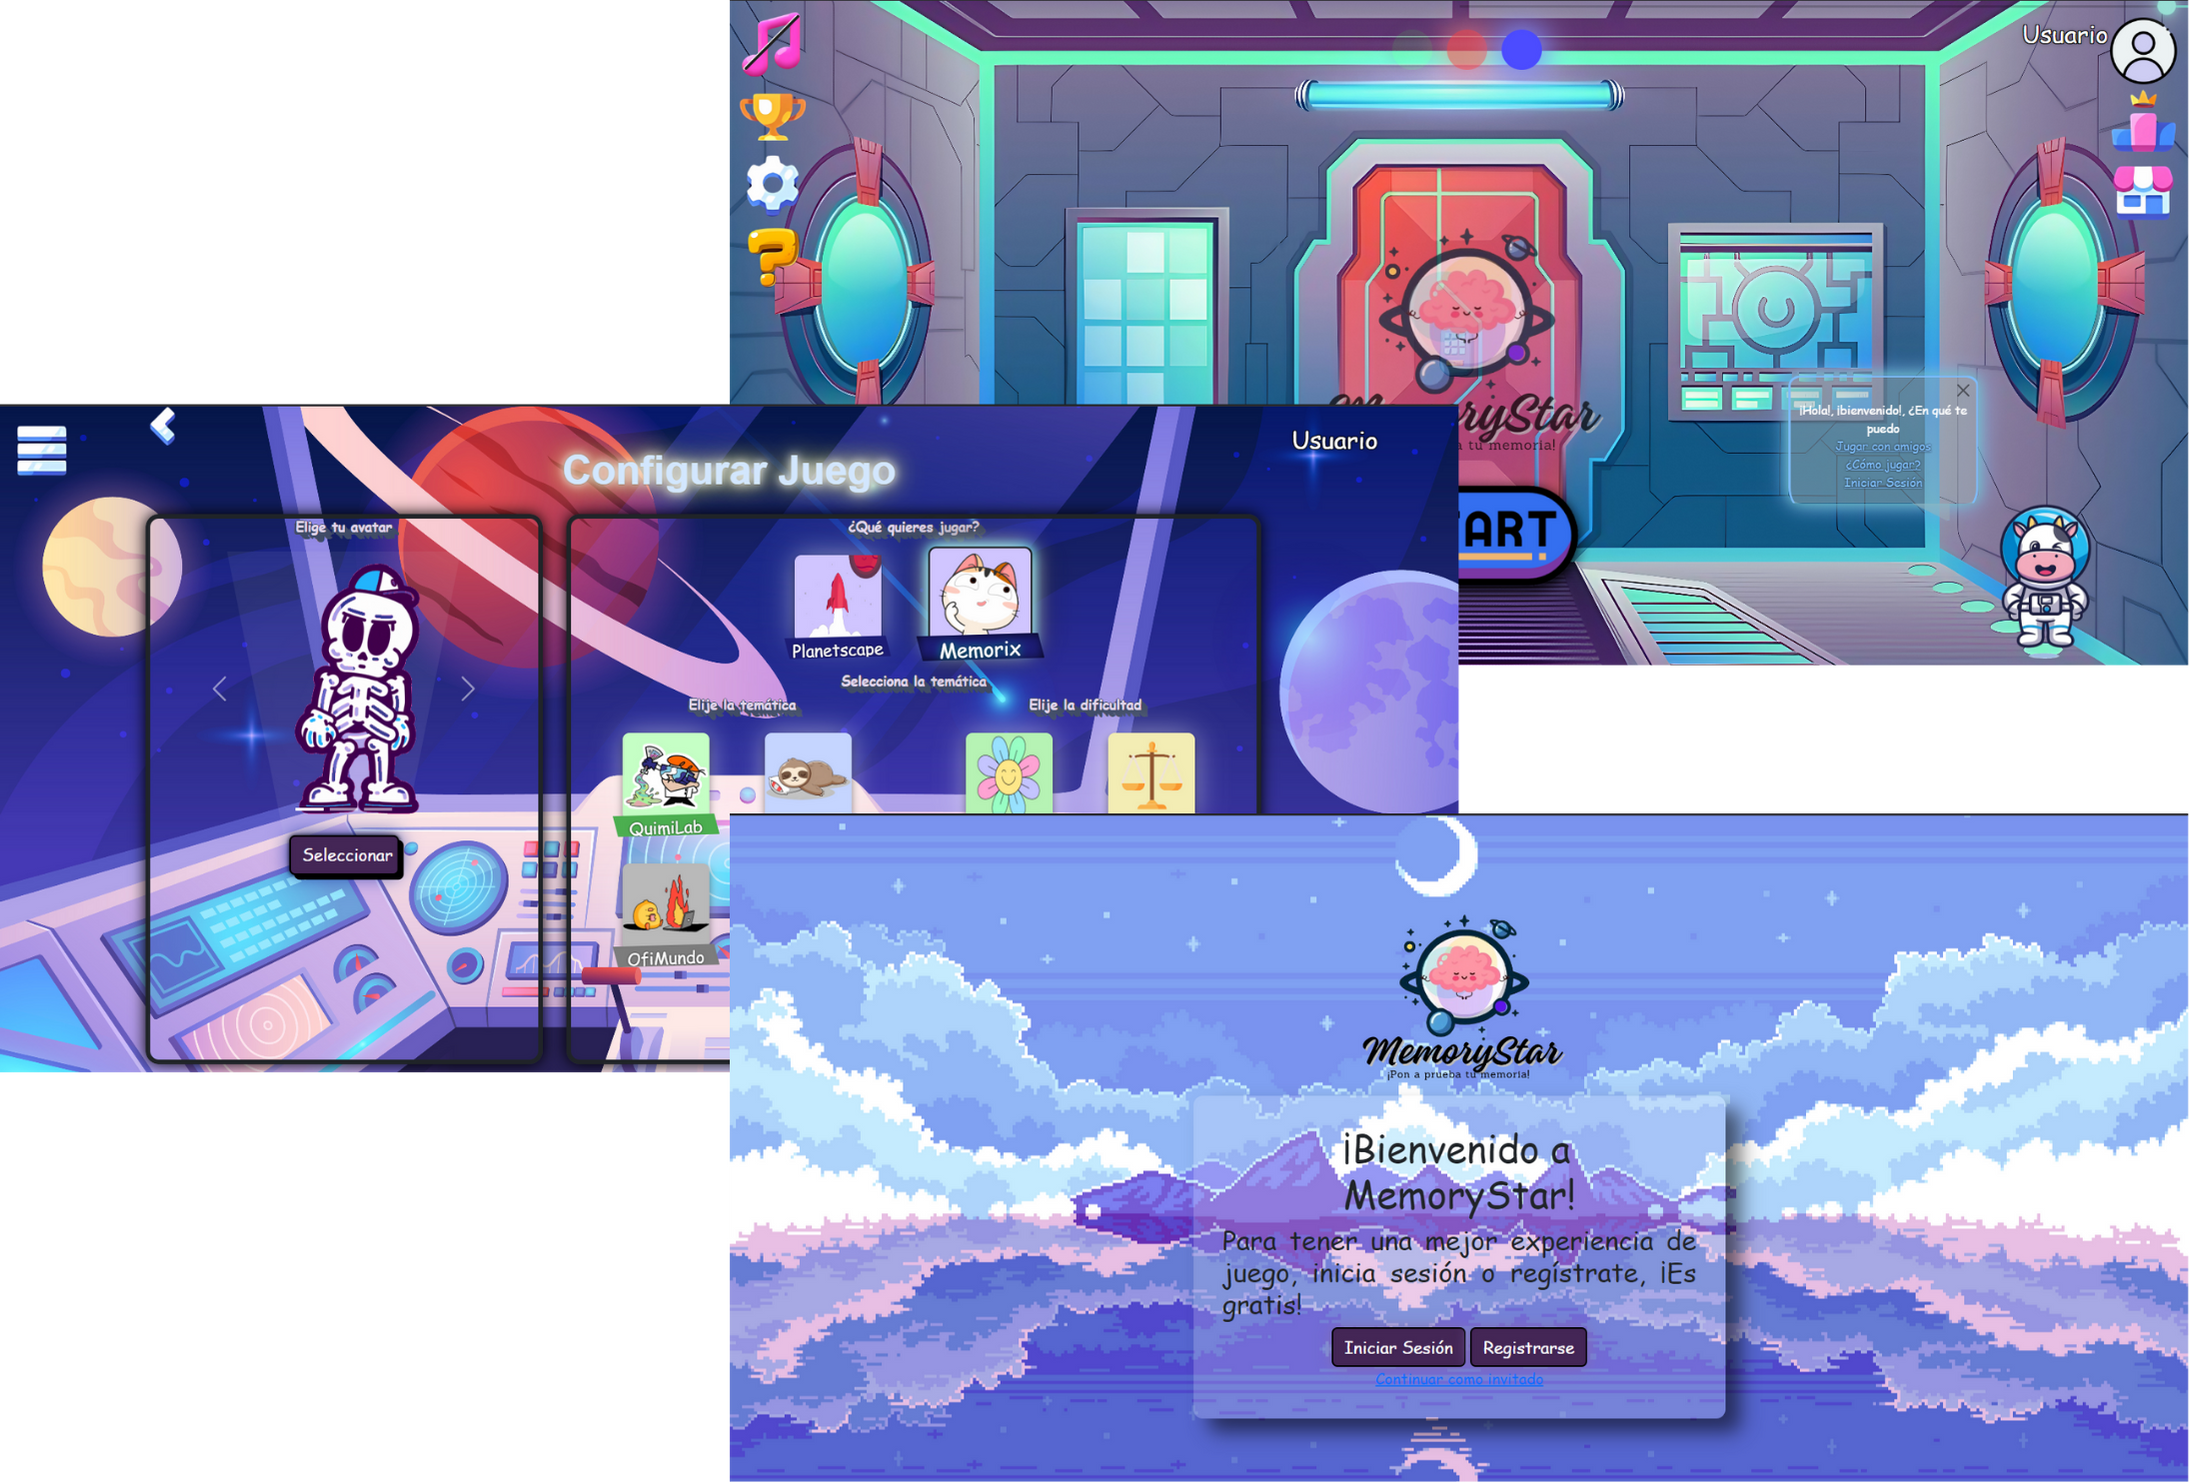 Usuario
MemoryStar
tu memoria!
¡Hola!, ¡bienvenido!, ¿En qué te
puedo
Jugar con amigos
¿Cómo jugar?
Iniciar Sesión
ART
Usuario
Configurar Juego
Elige tu avatar
Seleccionar
¿Qué quieres jugar?
Planetscape
Memorix
Selecciona la temática
Elije la temática
Elije la dificultad
QuimiLab
OfiMundo
MemoryStar
¡Pon a prueba tu memoria!
¡Bienvenido a
MemoryStar!
Para tener una mejor experiencia de
juego, inicia sesión o regístrate, ¡Es
gratis!
Iniciar Sesión
Registrarse
Continuar como invitado